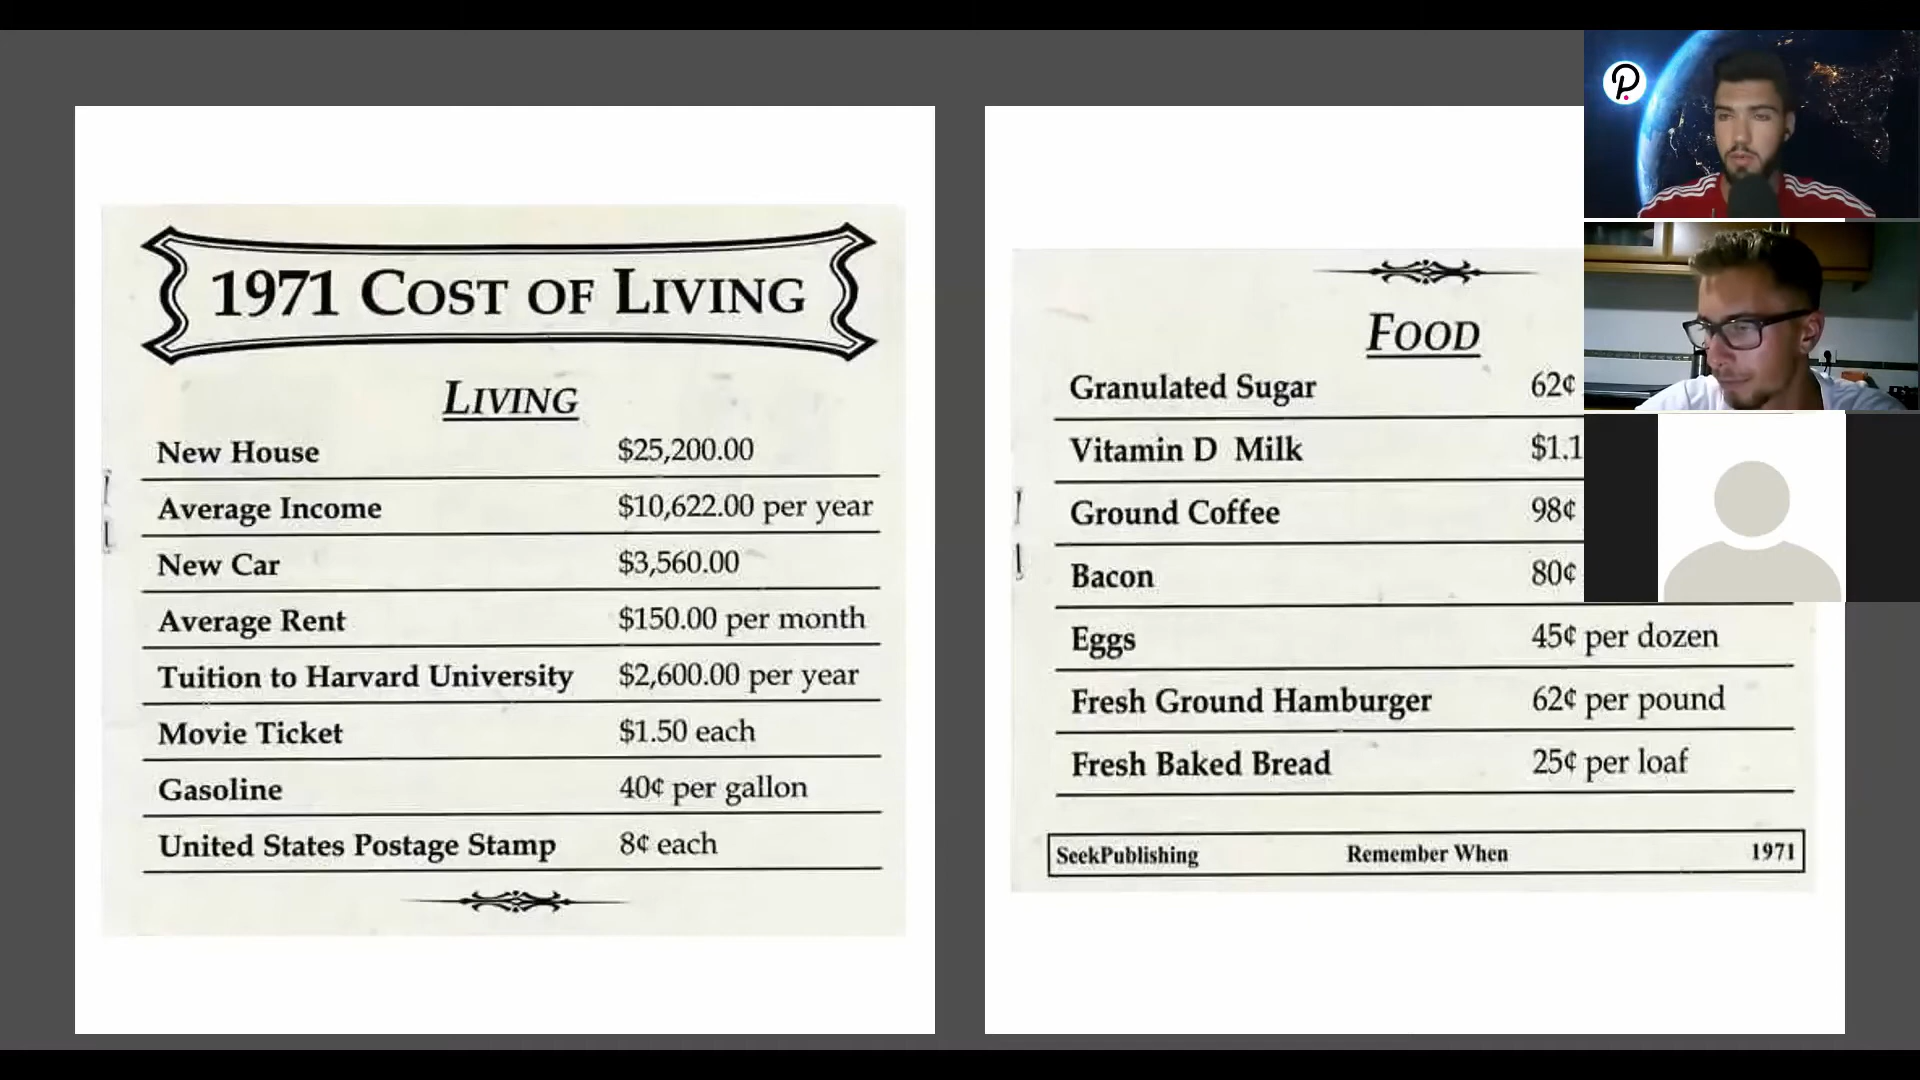 1971 COST OF LIVING
LIVING
New House $25,200.00
Average Income $10,622.00 per year
New Car $3,560.00
Average Rent $150.00 per month
Tuition to Harvard University $2,600.00 per year
Movie Ticket $1.50 each
Gasoline 40¢ per gallon
United States Postage Stamp 8¢ each
FOOD
Granulated Sugar 62¢
Vitamin D Milk $1.1
Ground Coffee 98¢
Bacon 80¢
Eggs 45¢ per dozen
Fresh Ground Hamburger 62¢ per pound
Fresh Baked Bread 25¢ per loaf
SeekPublishing Remember When 1971